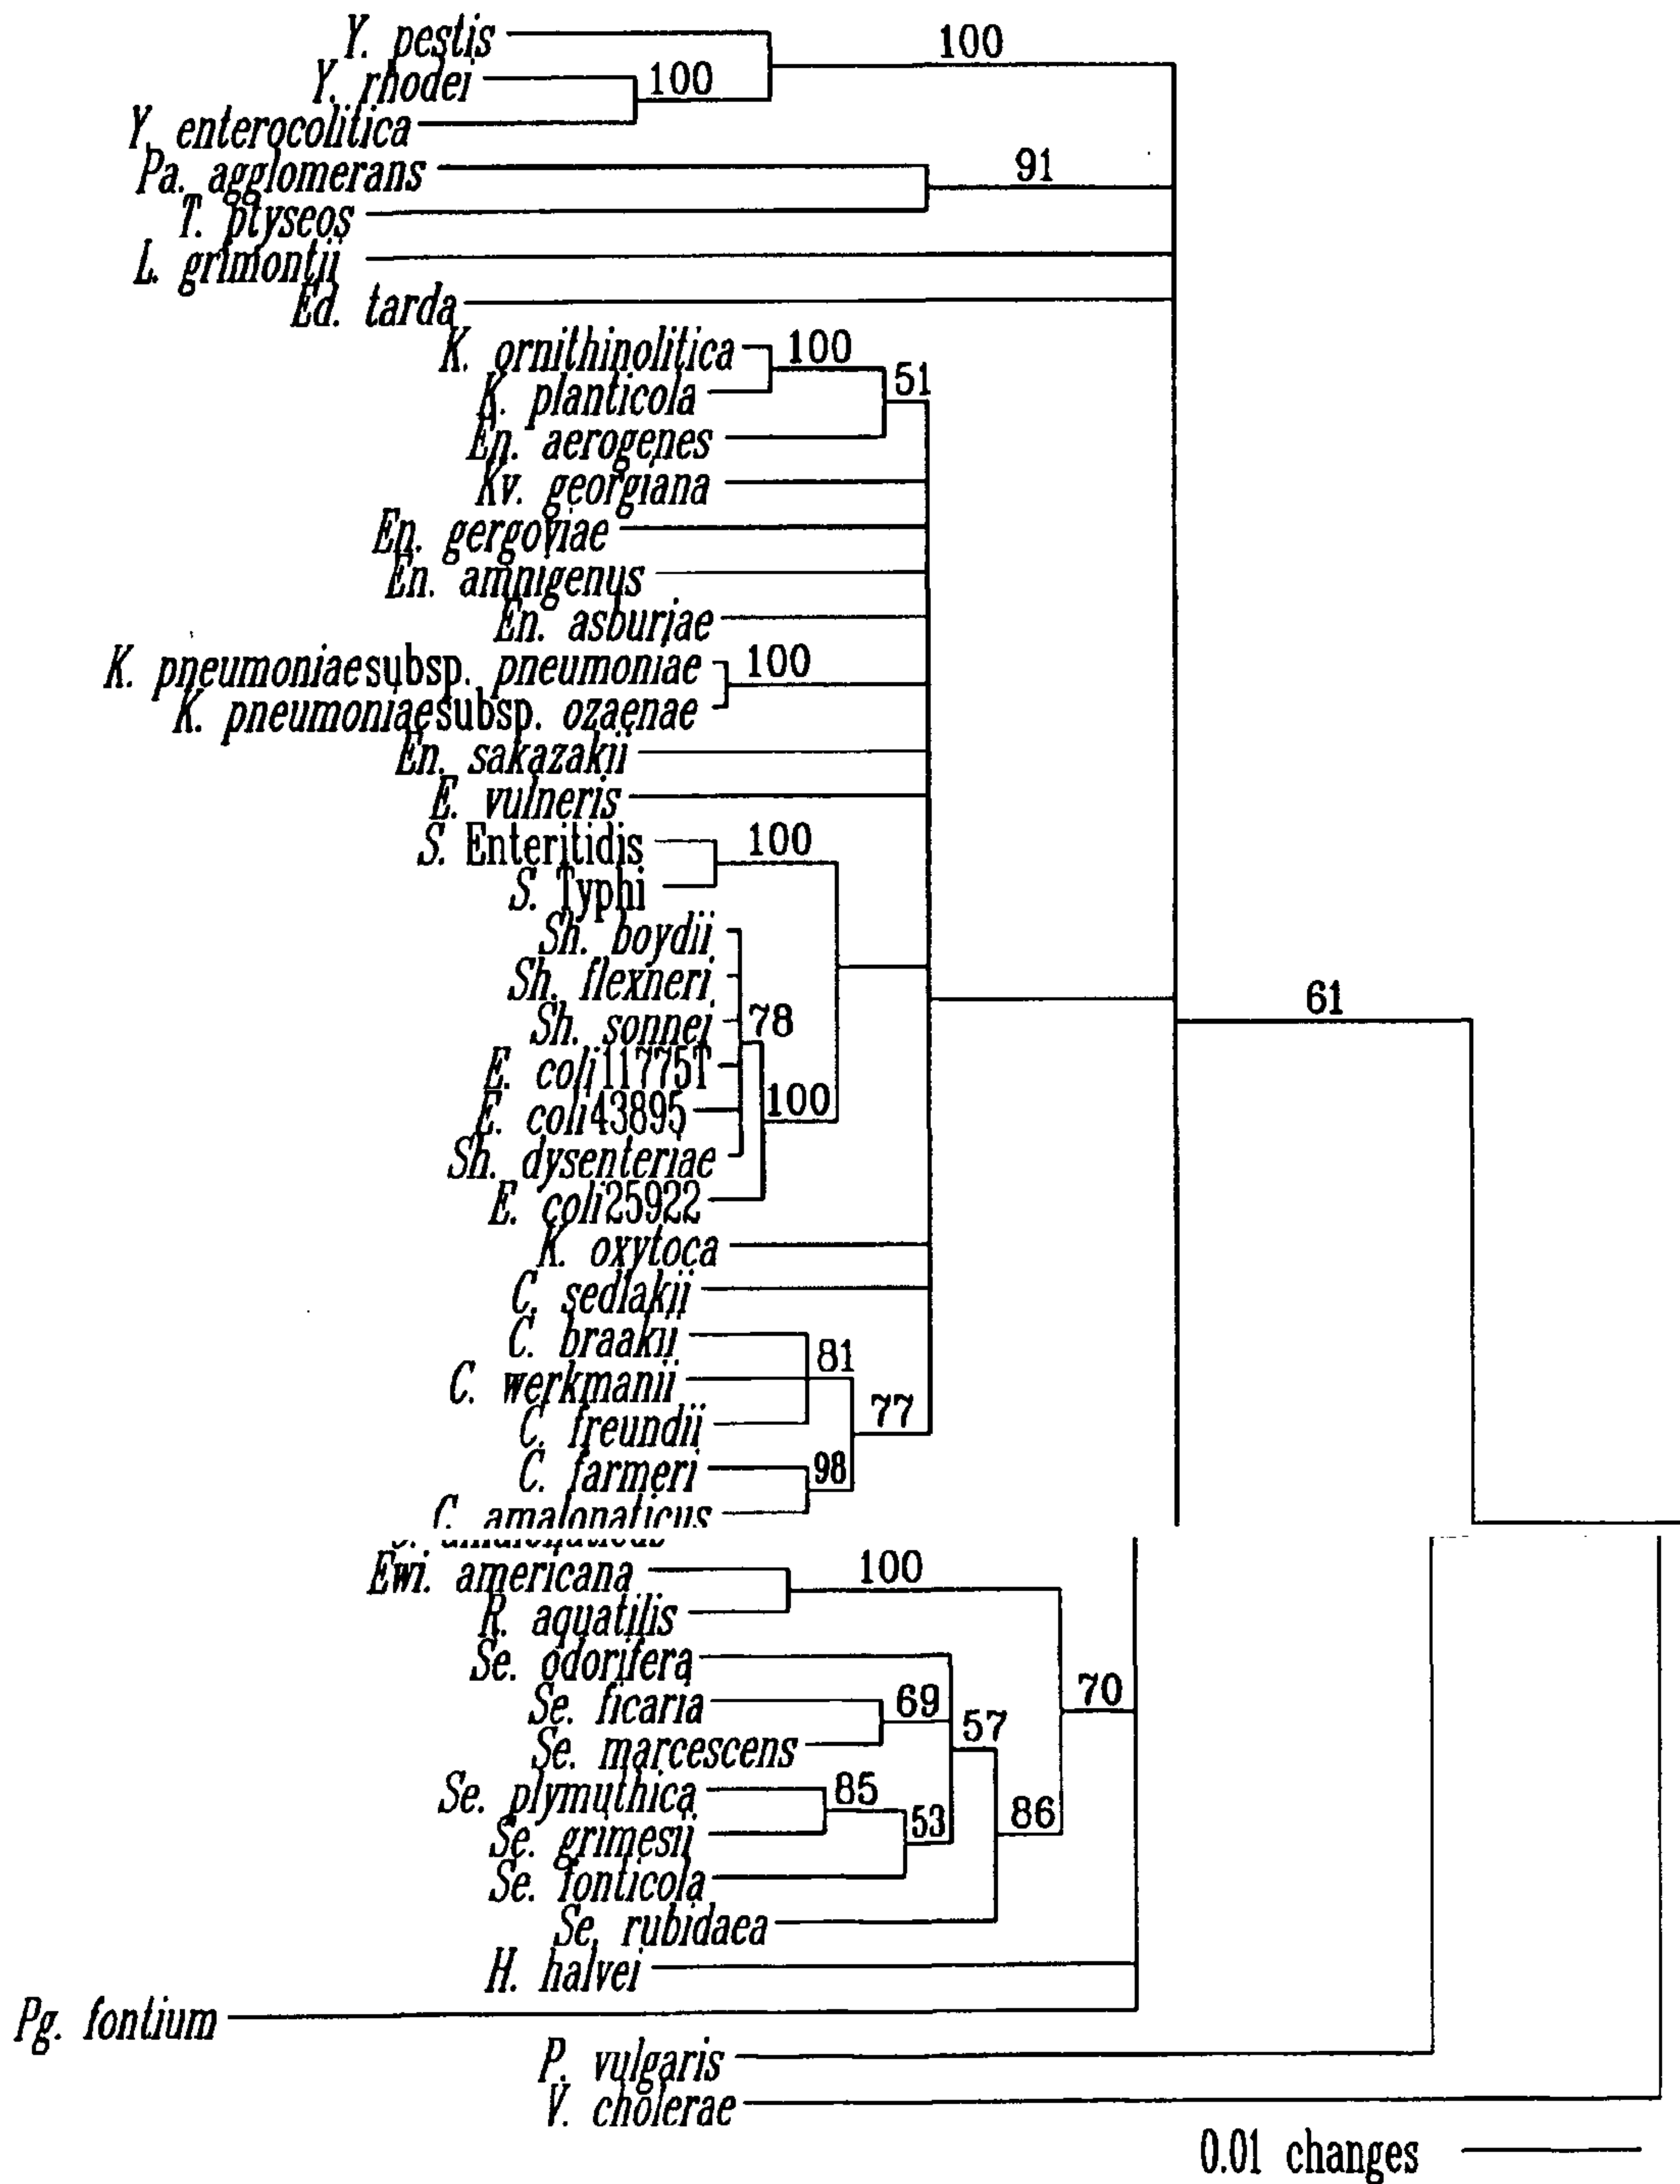 Y. pestis
100
Y. rhodei
100
Y. enterocolitica
Pa. agglomerans
91
T. ptyseos
L. grimontii
Ed. tarda
K. ornithinolitica
100
51
K. planticola
En. aerogenes
Kv. georgiana
En. gergoviae
En. amnigenus
En. asburiae
K. pneumoniae subsp. pneumoniae
100
K. pneumoniae subsp. ozaenae
En. sakazakii
E. vulneris
S. Enteritidis
100
S. Typhi
Sh. boydii
Sh. flexneri
Sh. sonnei
78
61
E. coli 11775T
E. coli 43895
100
Sh. dysenteriae
E. coli 25922
K. oxytoca
C. sedlakii
C. braakii
81
C. werkmanii
C. freundii
77
C. farmeri
98
C. amalonaticus
Ewi. americana
100
R. aquatilis
Se. odorifera
Se. ficaria
69
57
70
Se. marcescens
Se. plymuthica
85
53
86
Se. grimesii
Se. fonticola
Se. rubidaea
H. halvei
Pg. fontium
P. vulgaris
V. cholerae
0.01 changes